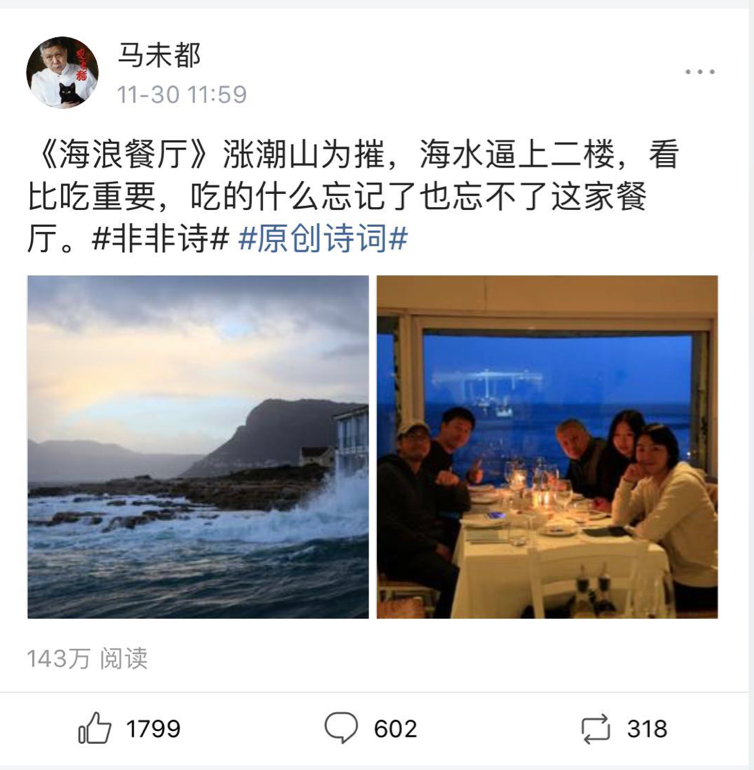 马未都
11-30 11:59
《海浪餐厅》涨潮山为摧，海水逼上二楼，看
比吃重要，吃的什么忘记了也忘不了这家餐
厅。#非非诗# #原创诗词#
143万 阅读
1799
602
318